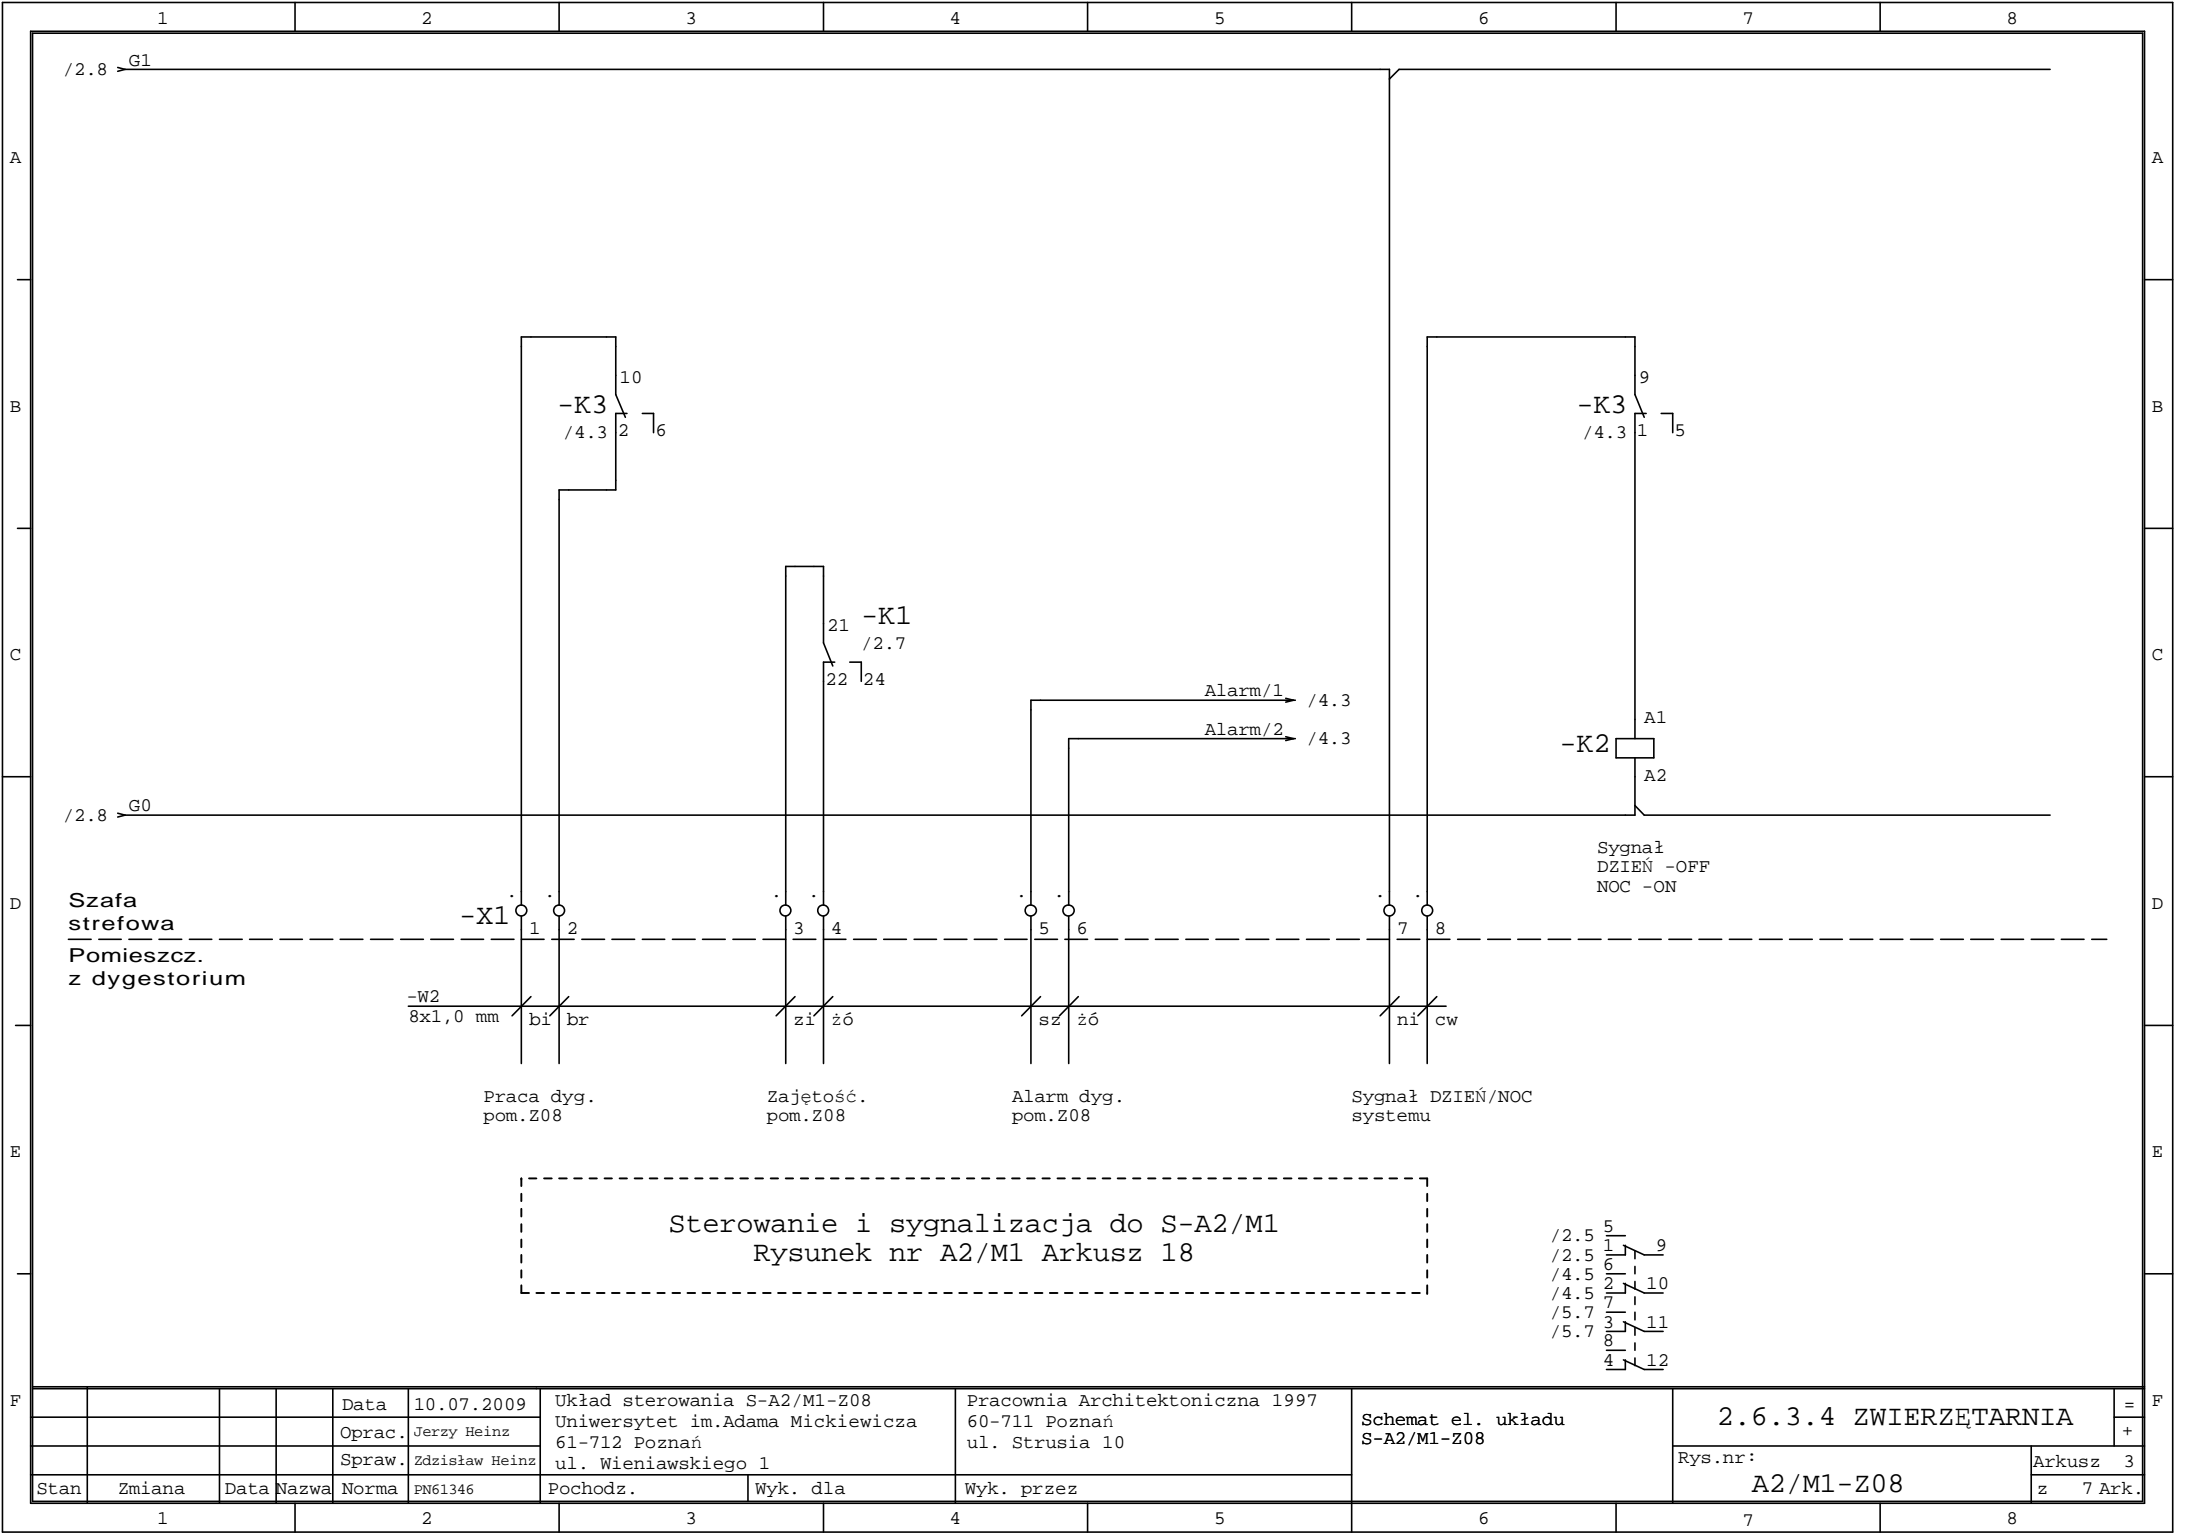 1 2 3 4 5 6 7 8
/2.8 G1
A A
10
-K3
/4.3 2 6
9
-K3
/4.3 1 5
B B
21 -K1
/2.7
22 24
C C
Alarm/1 /4.3
Alarm/2 /4.3
A1
-K2
A2
/2.8 G0
Sygnał
DZIEŃ -OFF
NOC -ON
D D
Szafa
strefowa
-X1 1 2 3 4 5 6 7 8
Pomieszcz.
z dygestorium
-W2
8x1,0 mm bi br zi żó sz żó ni cw
Praca dyg.
pom.Z08
Zajętość.
pom.Z08
Alarm dyg.
pom.Z08
Sygnał DZIEŃ/NOC
systemu
E E
Sterowanie i sygnalizacja do S-A2/M1
Rysunek nr A2/M1 Arkusz 18
/2.5 5
/2.5 1 9
/4.5 6
/4.5 2 10
/5.7 7
/5.7 3 11
8
4 12
F F
Data 10.07.2009
Oprac. Jerzy Heinz
Spraw. Zdzisław Heinz
Stan Zmiana Data Nazwa Norma PN61346
Układ sterowania S-A2/M1-Z08
Uniwersytet im.Adama Mickiewicza
61-712 Poznań
ul. Wieniawskiego 1
Pochodz. Wyk. dla
Pracownia Architektoniczna 1997
60-711 Poznań
ul. Strusia 10
Wyk. przez
Schemat el. układu
S-A2/M1-Z08
2.6.3.4 ZWIERZĘTARNIA
=
+
Rys.nr:
A2/M1-Z08
Arkusz 3
z 7 Ark.
1 2 3 4 5 6 7 8